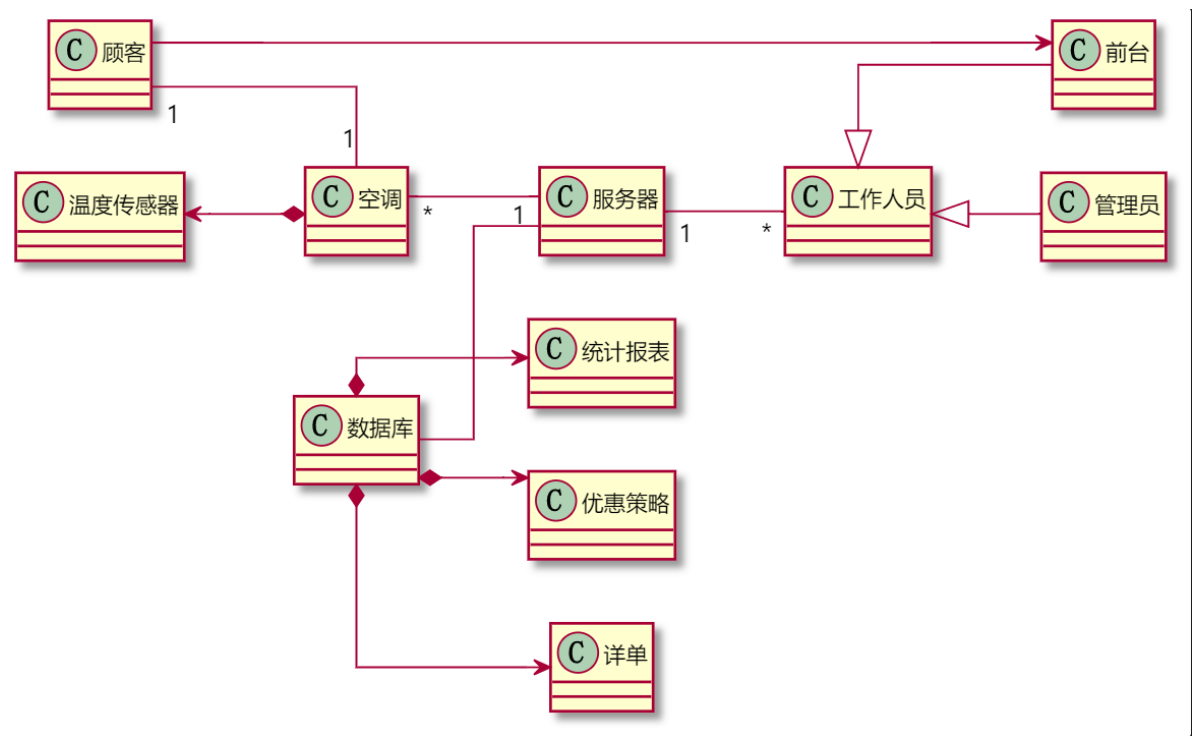 C 顾客
C 前台
1
1
C 温度传感器
C 空调
C 服务器
C 工作人员
C 管理员
*
1
1
*
C 统计报表
C 数据库
C 优惠策略
C 详单